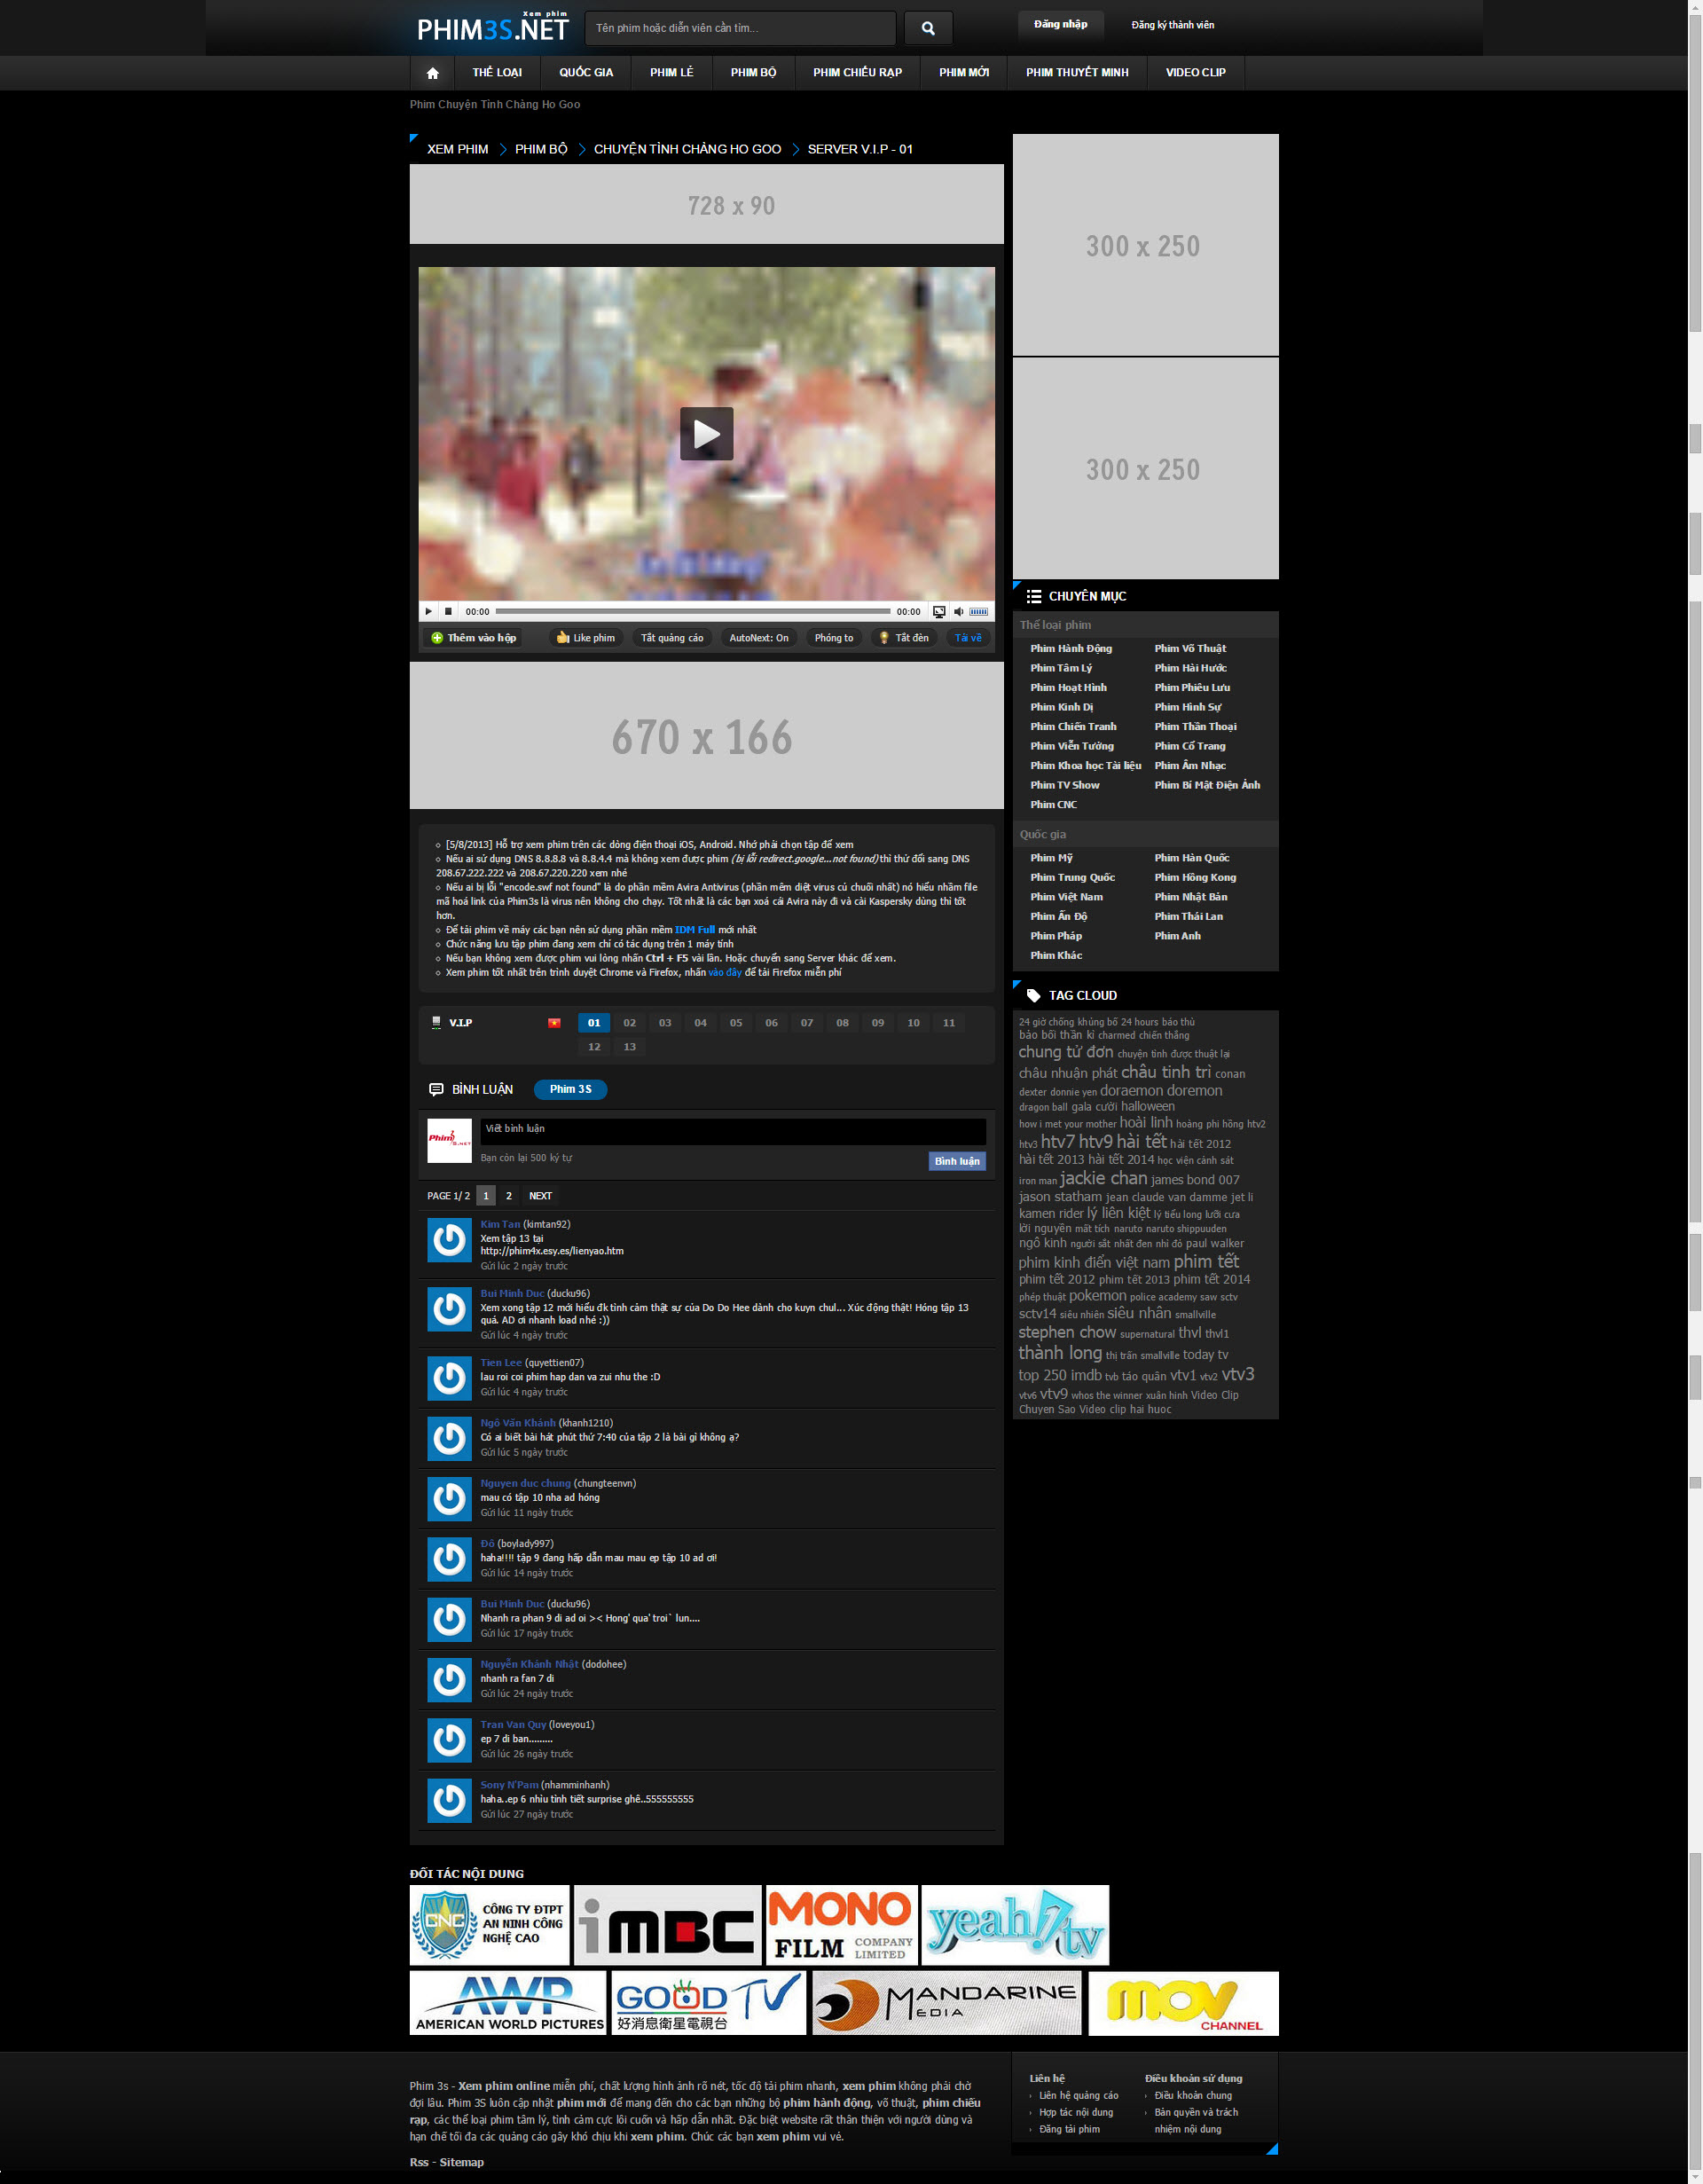 Xem phim
PHIM3S.NET
Tên phim hoặc diễn viên cần tìm...
Đăng nhập
Đăng ký thành viên
THỂ LOẠI
QUỐC GIA
PHIM LẺ
PHIM BỘ
PHIM CHIẾU RẠP
PHIM MỚI
PHIM THUYẾT MINH
VIDEO CLIP
Phim Chuyện Tình Chàng Ho Goo
XEM PHIM
PHIM BỘ
CHUYỆN TÌNH CHÀNG HO GOO
SERVER V.I.P - 01
728 x 90
00:00
00:00
Thêm vào hộp
Like phim
Tắt quảng cáo
AutoNext: On
Phóng to
Tắt đèn
Tải về
670 x 166
[5/8/2013] Hỗ trợ xem phim trên các dòng điện thoại iOS, Android. Nhớ phải chọn tập để xem
Nếu ai sử dụng DNS 8.8.8.8 và 8.8.4.4 mà không xem được phim (bị lỗi redirect.google...not found) thì thử đổi sang DNS
208.67.222.222 và 208.67.220.220 xem nhé
Nếu ai bị lỗi "encode.swf not found" là do phần mềm Avira Antivirus (phần mềm diệt virus củ chuối nhất) nó hiểu nhầm file
mã hoá link của Phim3s là virus nên không cho chạy. Tốt nhất là các bạn xoá cái Avira này đi và cài Kaspersky dùng thì tốt
hơn.
Để tải phim về máy các bạn nên sử dụng phần mềm IDM Full mới nhất
Chức năng lưu tập phim đang xem chỉ có tác dụng trên 1 máy tính
Nếu bạn không xem được phim vui lòng nhấn Ctrl + F5 vài lần. Hoặc chuyển sang Server khác để xem.
Xem phim tốt nhất trên trình duyệt Chrome và Firefox, nhấn vào đây để tải Firefox miễn phí
V.I.P
01 02 03 04 05 06 07 08 09 10 11
12 13
BÌNH LUẬN
Phim 3S
Viết bình luận
Bạn còn lại 500 ký tự
Bình luận
PAGE 1/ 2 1 2 NEXT
Kim Tan (kimtan92)
Xem tập 13 tại
http://phim4x.esy.es/lienyao.htm
Gửi lúc 2 ngày trước
Bui Minh Duc (ducku96)
Xem xong tập 12 mới hiểu đk tình cảm thật sự của Do Do Hee dành cho kuyn chul... Xúc động thật! Hóng tập 13
quá. AD ơi nhanh load nhé :))
Gửi lúc 4 ngày trước
Tien Lee (quyettien07)
lau roi coi phim hap dan va zui nhu the :D
Gửi lúc 4 ngày trước
Ngô Văn Khánh (khanh1210)
Có ai biết bài hát phút thứ 7:40 của tập 2 là bài gì không ạ?
Gửi lúc 5 ngày trước
Nguyen duc chung (chungteenvn)
mau có tập 10 nha ad hóng
Gửi lúc 11 ngày trước
Đô (boylady997)
haha!!!! tập 9 đang hấp dẫn mau mau ep tập 10 ad ơi!
Gửi lúc 14 ngày trước
Bui Minh Duc (ducku96)
Nhanh ra phan 9 di ad oi >< Hong' qua' troi` lun....
Gửi lúc 17 ngày trước
Nguyễn Khánh Nhật (dodohee)
nhanh ra fan 7 di
Gửi lúc 24 ngày trước
Tran Van Quy (loveyou1)
ep 7 di ban.........
Gửi lúc 26 ngày trước
Sony N'Pam (nhamminhanh)
haha..ep 6 nhìu tình tiết surprise ghê..555555555
Gửi lúc 27 ngày trước
300 x 250
300 x 250
CHUYÊN MỤC
Thể loại phim
Phim Hành Động Phim Võ Thuật
Phim Tâm Lý Phim Hài Hước
Phim Hoạt Hình Phim Phiêu Lưu
Phim Kinh Dị Phim Hình Sự
Phim Chiến Tranh Phim Thần Thoại
Phim Viễn Tưởng Phim Cổ Trang
Phim Khoa học Tài liệu Phim Âm Nhạc
Phim TV Show Phim Bí Mật Điện Ảnh
Phim CNC
Quốc gia
Phim Mỹ Phim Hàn Quốc
Phim Trung Quốc Phim Hồng Kong
Phim Việt Nam Phim Nhật Bản
Phim Ấn Độ Phim Thái Lan
Phim Pháp Phim Anh
Phim Khác
TAG CLOUD
24 giờ chống khủng bố 24 hours báo thù
bảo bối thần kì charmed chiến thắng
chung tử đơn chuyện tình được thuật lại
châu nhuận phát châu tinh trì conan
dexter donnie yen doraemon doremon
dragon ball gala cười halloween
how i met your mother hoài linh hoàng phi hồng htv2
htv3 htv7 htv9 hài tết hài tết 2012
hài tết 2013 hài tết 2014 học viện cảnh sát
iron man jackie chan james bond 007
jason statham jean claude van damme jet li
kamen rider lý liên kiệt lý tiểu long lưỡi cưa
lời nguyền mất tích naruto naruto shippuuden
ngô kinh người sắt nhất đen nhì đỏ paul walker
phim kinh điển việt nam phim tết
phim tết 2012 phim tết 2013 phim tết 2014
phép thuật pokemon police academy saw sctv
sctv14 siêu nhiên siêu nhân smallville
stephen chow supernatural thvl thvl1
thành long thị trấn smallville today tv
top 250 imdb tvb táo quân vtv1 vtv2 vtv3
vtv6 vtv9 whos the winner xuân hinh Video Clip
Chuyen Sao Video clip hai huoc
ĐỐI TÁC NỘI DUNG
CNC
CÔNG TY ĐTPT
AN NINH CÔNG
NGHỆ CAO
iMBC
MONO
FILM COMPANY
LIMITED
yeah1 tv
AWP
AMERICAN WORLD PICTURES
GOOD TV
好消息衛星電視台
MANDARINE
MEDIA
MOV
CHANNEL
Phim 3s - Xem phim online miễn phí, chất lượng hình ảnh rõ nét, tốc độ tải phim nhanh, xem phim không phải chờ
đợi lâu. Phim 3S luôn cập nhật phim mới để mang đến cho các bạn những bộ phim hành động, võ thuật, phim chiếu
rạp, các thể loại phim tâm lý, tình cảm cực lôi cuốn và hấp dẫn nhất. Đặc biệt website rất thân thiện với người dùng và
hạn chế tối đa các quảng cáo gây khó chịu khi xem phim. Chúc các bạn xem phim vui vẻ.
Rss - Sitemap
Liên hệ
Liên hệ quảng cáo
Hợp tác nội dung
Đăng tải phim
Điều khoản sử dụng
Điều khoản chung
Bản quyền và trách
nhiệm nội dung